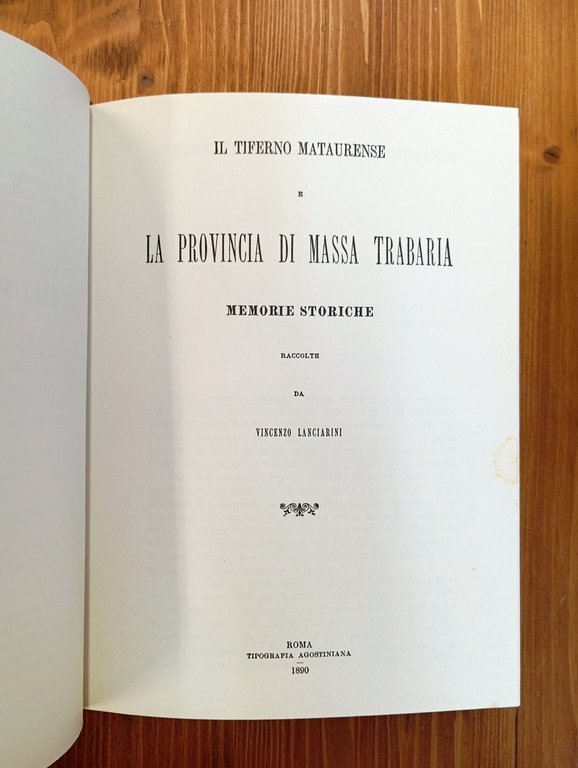 IL TIFERNO MATAURENSE
E
LA PROVINCIA DI MASSA TRABARIA
MEMORIE STORICHE
RACCOLTE
DA
VINCENZO LANCIARINI
ROMA
TIPOGRAFIA AGOSTINIANA
1890